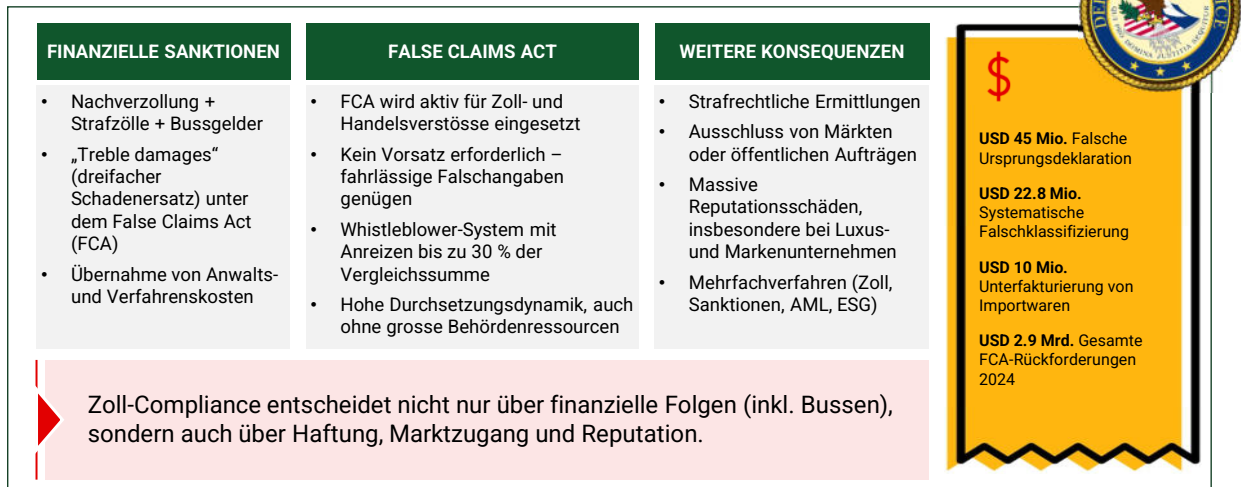 FINANZIELLE SANKTIONEN
• Nachverzollung +
Strafzölle + Bussgelder
• „Treble damages“
(dreifacher
Schadenersatz) unter
dem False Claims Act
(FCA)
• Übernahme von Anwalts-
und Verfahrenskosten
FALSE CLAIMS ACT
• FCA wird aktiv für Zoll- und
Handelsverstösse eingesetzt
• Kein Vorsatz erforderlich –
fahrlässige Falschangaben
genügen
• Whistleblower-System mit
Anreizen bis zu 30 % der
Vergleichssumme
• Hohe Durchsetzungsdynamik, auch
ohne grosse Behördenressourcen
WEITERE KONSEQUENZEN
• Strafrechtliche Ermittlungen
• Ausschluss von Märkten
oder öffentlichen Aufträgen
• Massive
Reputationsschäden,
insbesondere bei Luxus-
und Markenunternehmen
• Mehrfachverfahren (Zoll,
Sanktionen, AML, ESG)
$
USD 45 Mio. Falsche
Ursprungsdeklaration
USD 22.8 Mio.
Systematische
Falschklassifizierung
USD 10 Mio.
Unterfakturierung von
Importwaren
USD 2.9 Mrd. Gesamte
FCA-Rückforderungen
2024
Zoll-Compliance entscheidet nicht nur über finanzielle Folgen (inkl. Bussen),
sondern auch über Haftung, Marktzugang und Reputation.